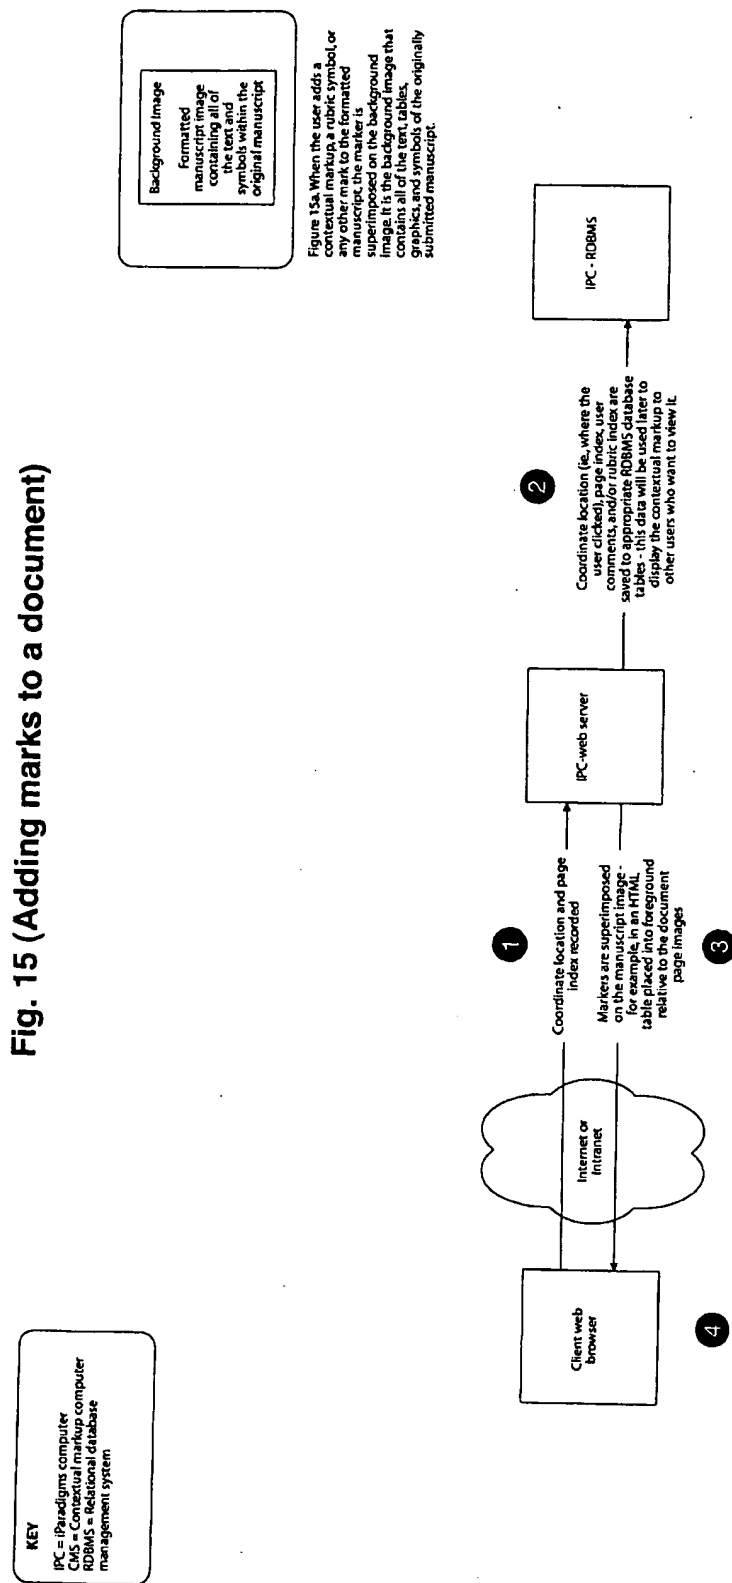 Fig. 15 (Adding marks to a document)
KEY
IPC = iParadigms computer
CMS = Contextual markup computer
RDBMS = Relational database
management system
Background Image
Formatted
manuscript image
containing all of
the text and
symbols within the
original manuscript
Figure 15a. When the user adds a
contextual markup, a rubric symbol, or
any other mark to the formatted
manuscript, the marker is
superimposed on the background
image. It is the background image that
contains all of the text, tables,
graphics, and symbols of the originally
submitted manuscript.
1
Coordinate location and page
index recorded
2
Coordinate location (ie., where the
user clicked), page index, user
comments, and/or rubric index are
saved to appropriate RDBMS database
tables - this data will be used later to
display the contextual markup to
other users who want to view it.
Client web
browser
Internet or
Intranet
IPC-web server
IPC - RDBMS
Markers are superimposed
on the manuscript image -
for example, in an HTML
table placed into foreground
relative to the document
page images
3
4